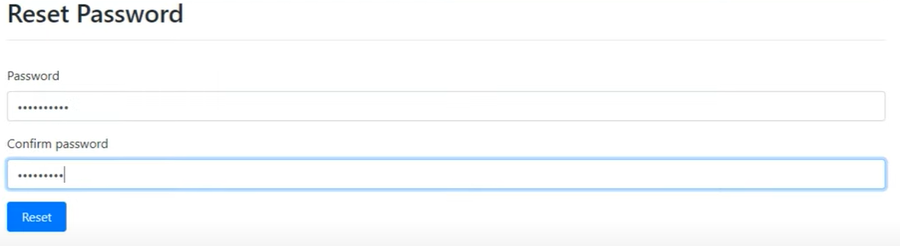 Reset Password
Password
••••••••••
Confirm password
•••••••••
Reset